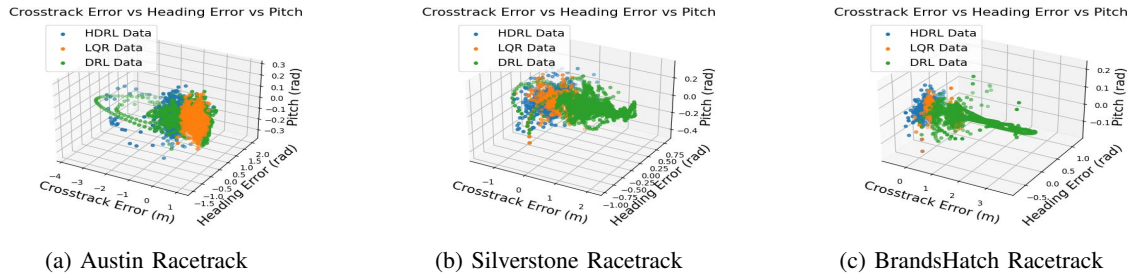 Crosstrack Error vs Heading Error vs Pitch
HDRL Data
LQR Data
DRL Data
0.3
0.2
0.1
0.0
−0.1
−0.2
−0.3
Pitch (rad)
2.0
1.5
1.0
0.5
0.0
−0.5
−1.0
−1.5
Heading Error (rad)
−4
−3
−2
−1
0
1
Crosstrack Error (m)
(a) Austin Racetrack
Crosstrack Error vs Heading Error vs Pitch
HDRL Data
LQR Data
DRL Data
0.2
0.0
−0.2
−0.4
Pitch (rad)
0.75
0.50
0.25
0.00
−0.25
−0.50
−0.75
−1.00
Heading Error (rad)
−1
0
1
2
Crosstrack Error (m)
(b) Silverstone Racetrack
Crosstrack Error vs Heading Error vs Pitch
HDRL Data
LQR Data
DRL Data
0.2
0.1
0.0
−0.1
Pitch (rad)
1.0
0.5
0.0
−0.5
Heading Error (rad)
0
1
2
3
Crosstrack Error (m)
(c) BrandsHatch Racetrack